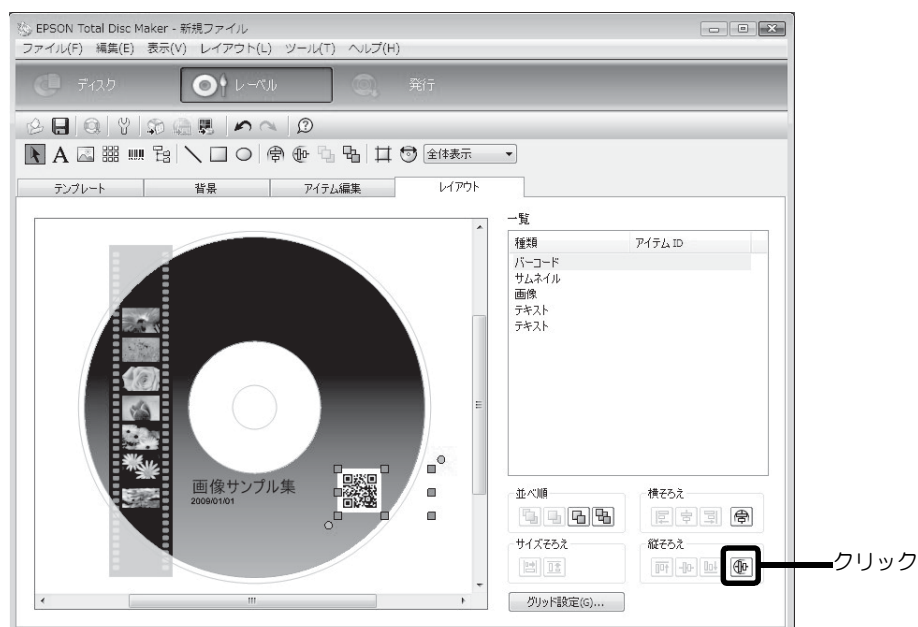 EPSON Total Disc Maker - 新規ファイル
ファイル(F) 編集(E) 表示(V) レイアウト(L) ツール(T) ヘルプ(H)
ディスク レーベル 発行
全体表示
テンプレート 背景 アイテム編集 レイアウト
一覧
種類 アイテム ID
バーコード
サムネイル
画像
テキスト
テキスト
画像サンプル集
2009/01/01
並べ順 横そろえ
サイズそろえ 縦そろえ
クリック
グリッド設定(G)...